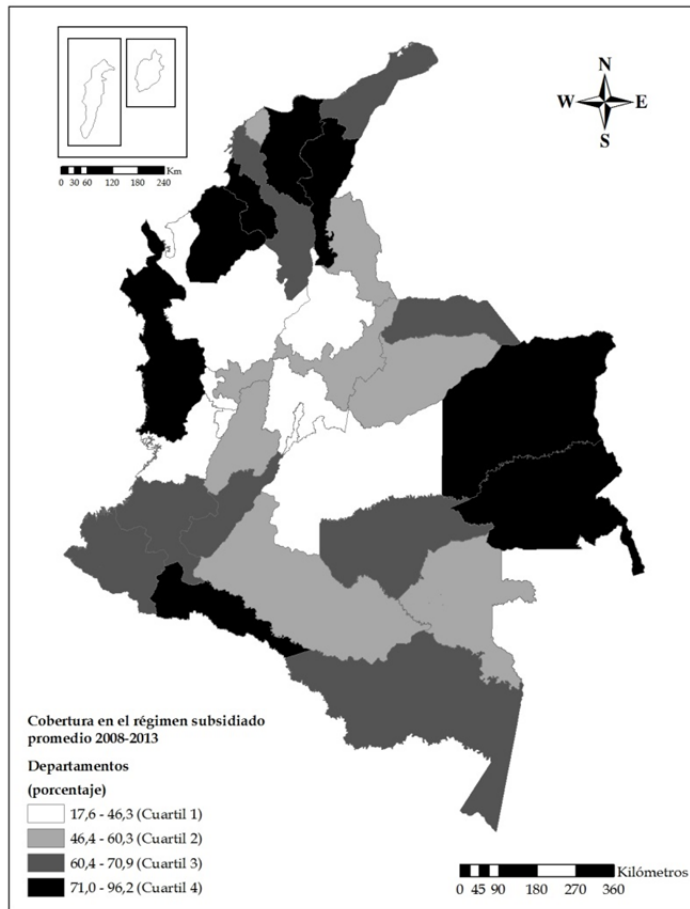 N
W E
S
Km
0 30 60 120 180 240
Cobertura en el régimen subsidiado
promedio 2008-2013
Departamentos
(porcentaje)
17,6 - 46,3 (Cuartil 1)
46,4 - 60,3 (Cuartil 2)
60,4 - 70,9 (Cuartil 3)
71,0 - 96,2 (Cuartil 4)
Kilómetros
0 45 90 180 270 360